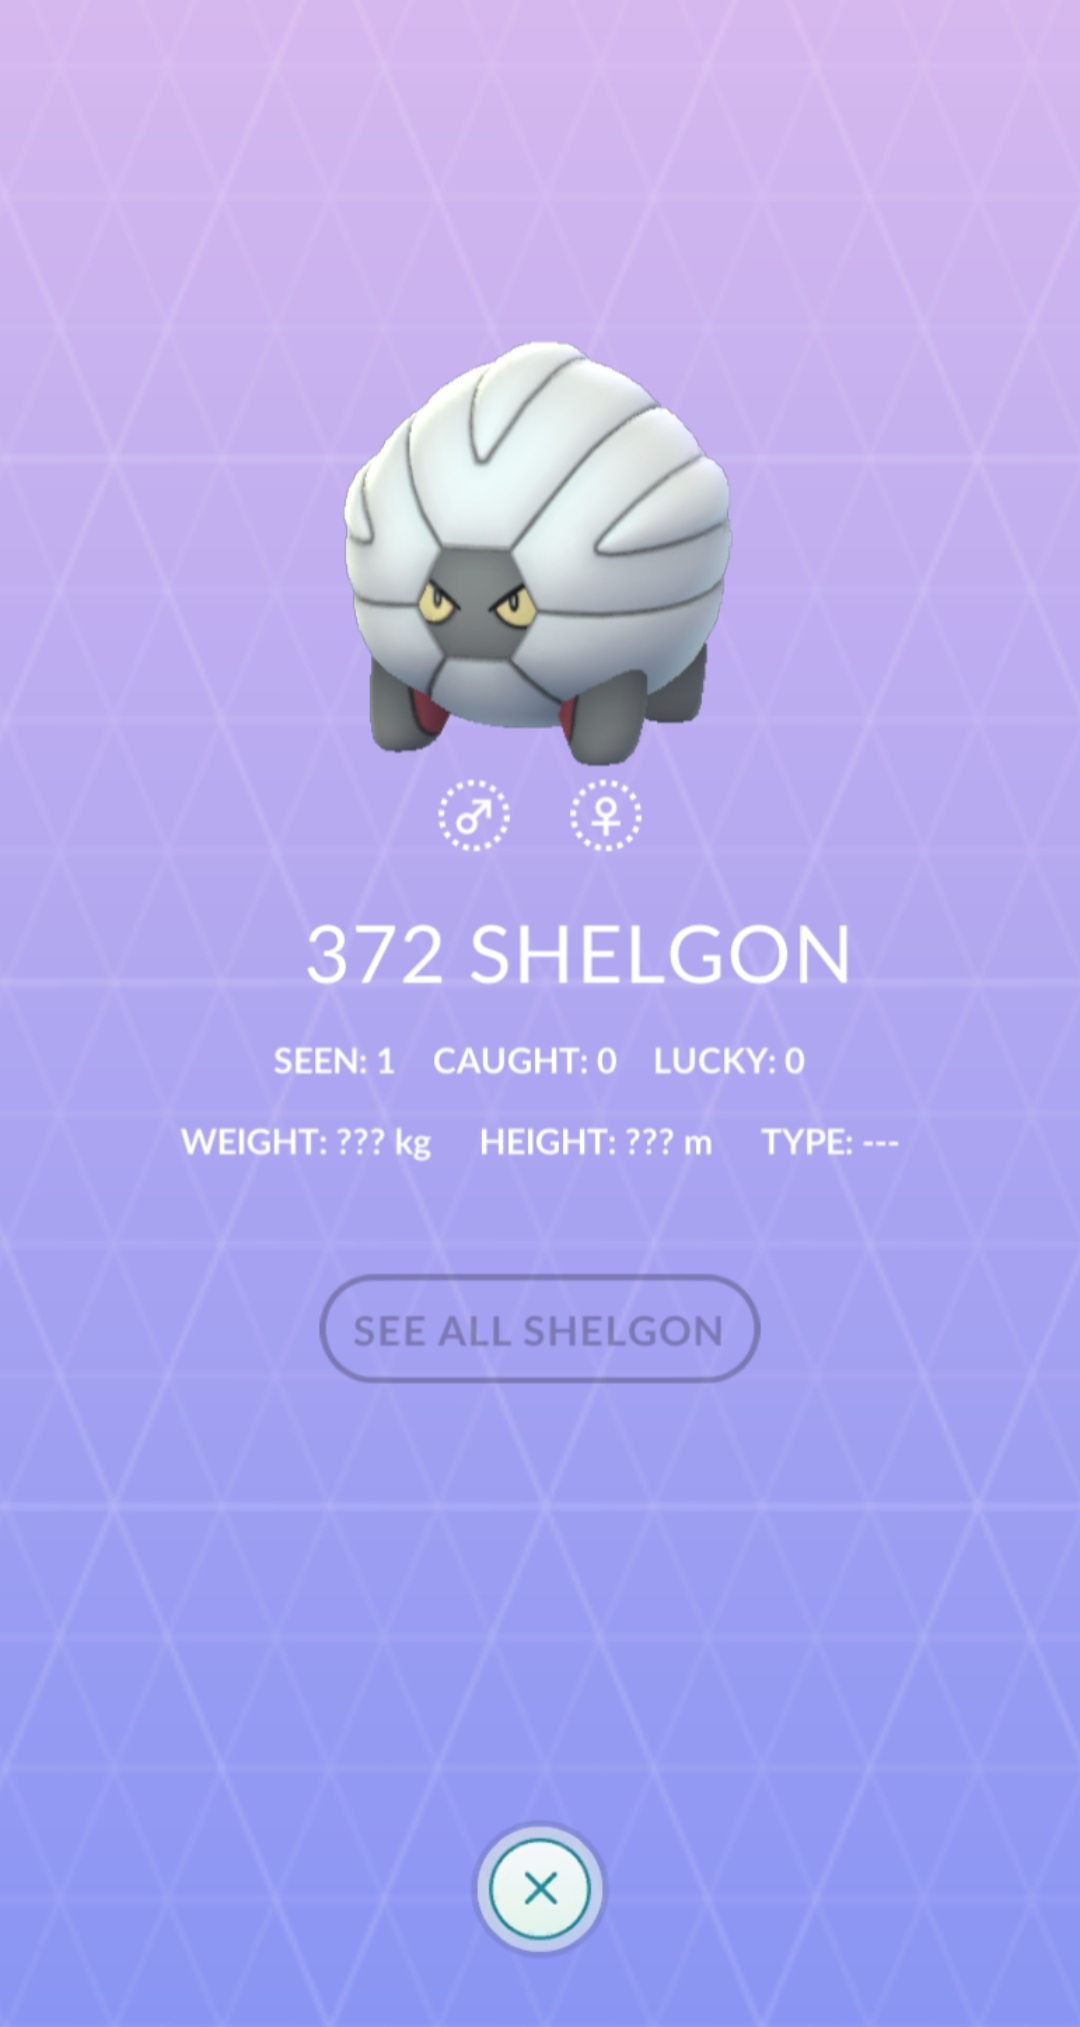 372 SHELGON
SEEN: 1 CAUGHT: 0 LUCKY: 0
WEIGHT: ??? kg HEIGHT: ??? m TYPE: ---
SEE ALL SHELGON